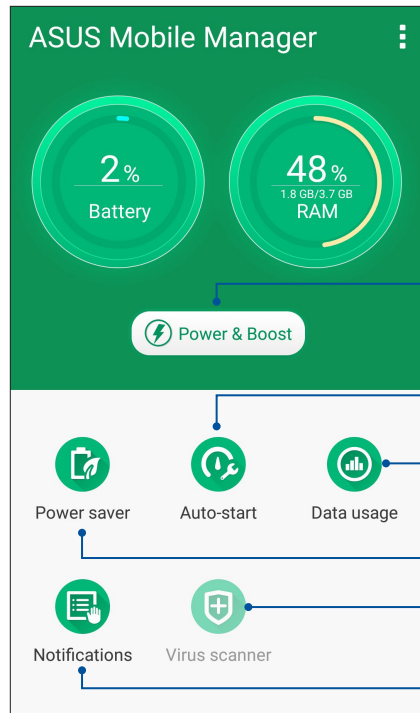 ASUS Mobile Manager
2%
Battery
48%
1.8 GB/3.7 GB
RAM
Power & Boost
Power saver
Auto-start
Data usage
Notifications
Virus scanner